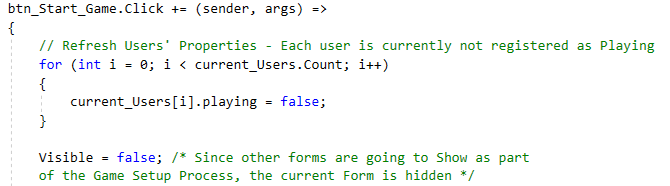 btn_Start_Game.Click += (sender, args) =>
{
// Refresh Users' Properties - Each user is currently not registered as Playing
for (int i = 0; i < current_Users.Count; i++)
{
current_Users[i].playing = false;
}
Visible = false; /* Since other forms are going to Show as part
of the Game Setup Process, the current Form is hidden */